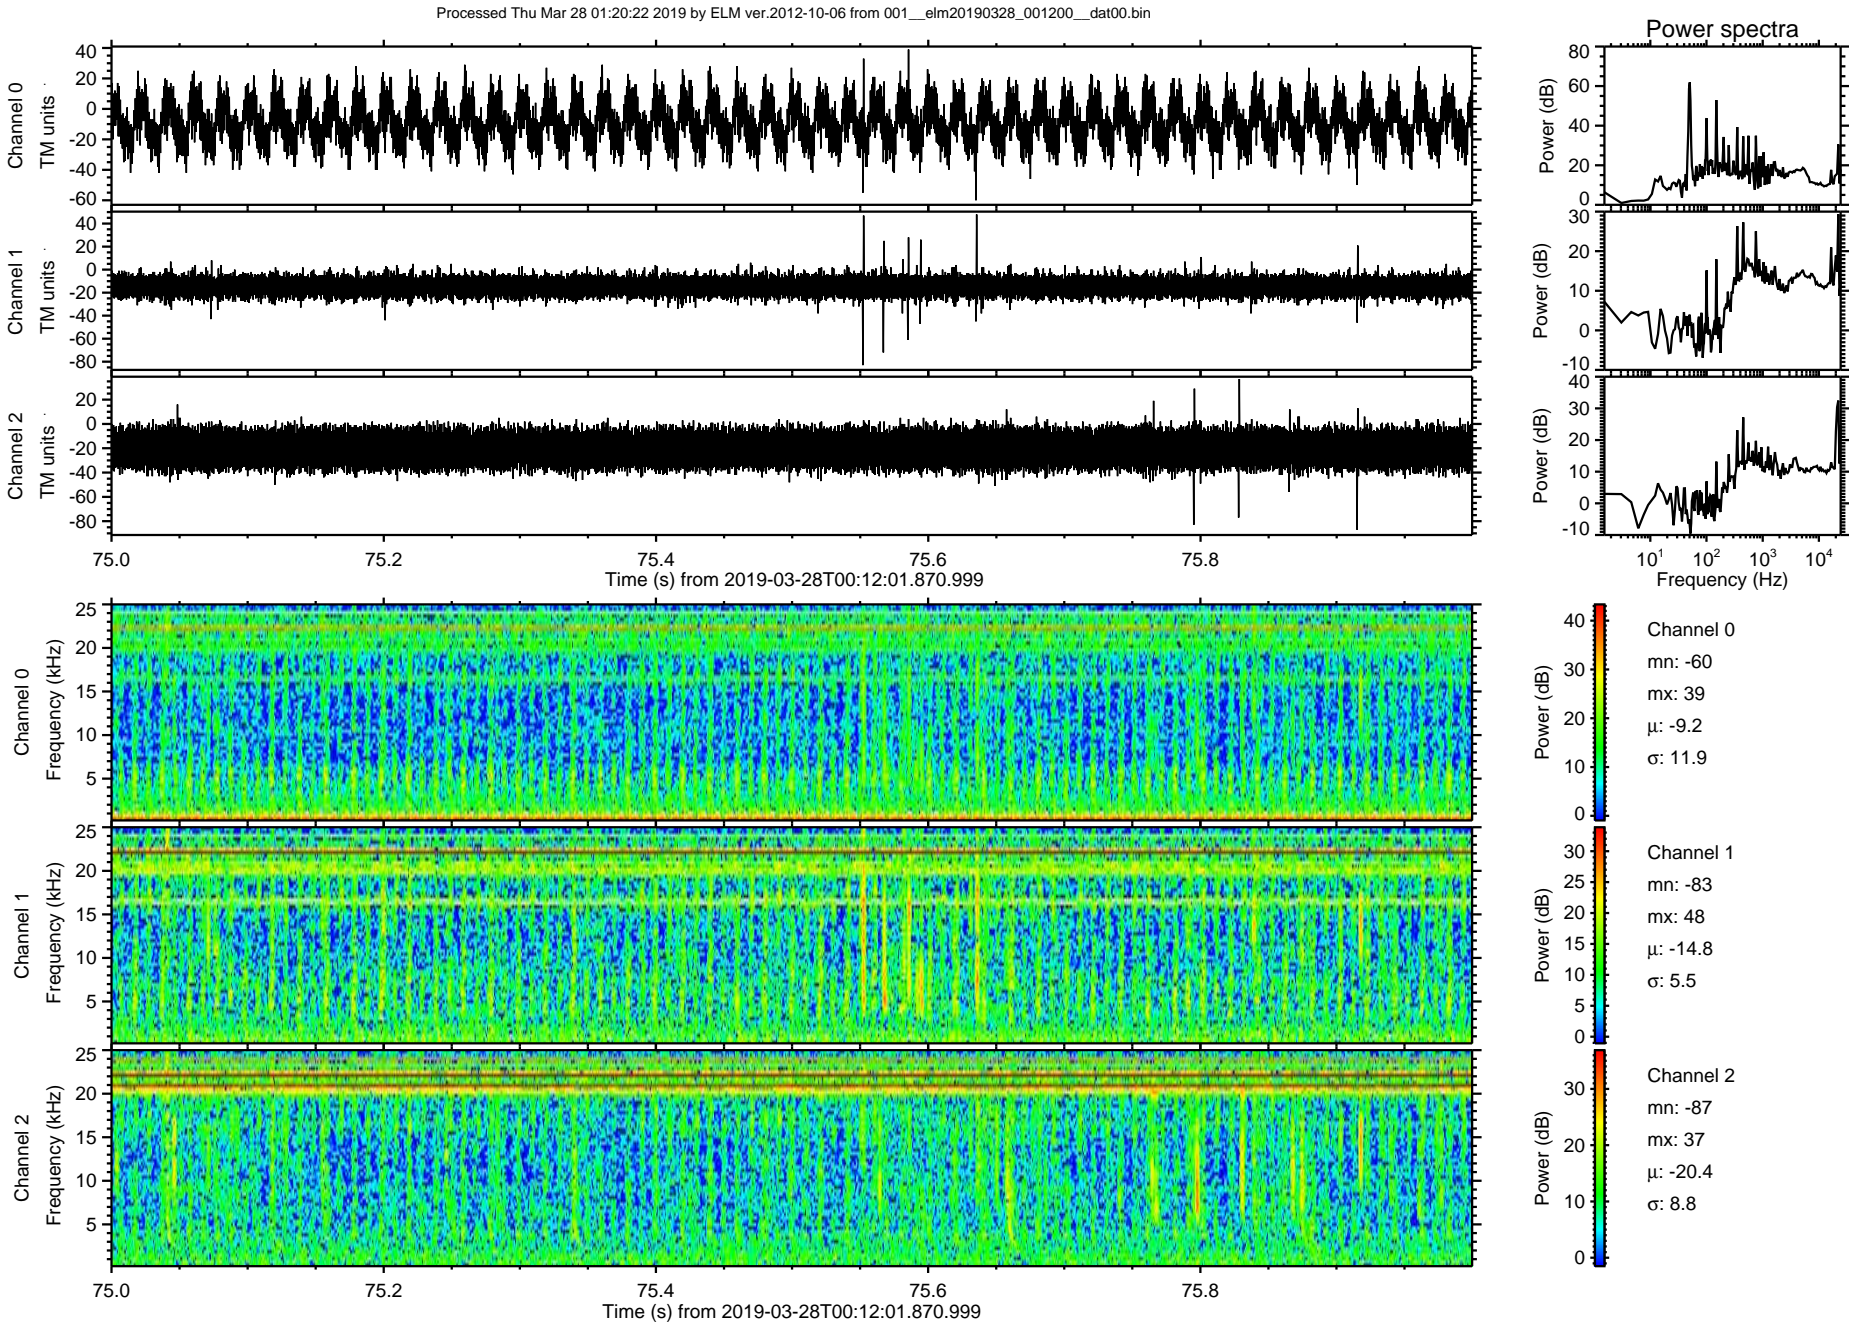 Processed Thu Mar 28 01:20:22 2019 by ELM ver.2012-10-06 from 001__elm20190328_001200__dat00.bin
Power spectra
Channel 0
TM units
40
20
0
-20
-40
-60
Power (dB)
80
60
40
20
0
Channel 1
TM units
40
20
0
-20
-40
-60
-80
Power (dB)
30
20
10
0
-10
Channel 2
TM units
20
0
-20
-40
-60
-80
Power (dB)
40
30
20
10
0
-10
75.0 75.2 75.4 75.6 75.8
Time (s) from 2019-03-28T00:12:01.870.999
10¹ 10² 10³ 10⁴
Frequency (Hz)
Channel 0
Frequency (kHz)
25
20
15
10
5
Power (dB)
40
30
20
10
0
Channel 0
mn: -60
mx: 39
μ: -9.2
σ: 11.9
Channel 1
Frequency (kHz)
25
20
15
10
5
Power (dB)
30
25
20
15
10
5
0
Channel 1
mn: -83
mx: 48
μ: -14.8
σ: 5.5
Channel 2
Frequency (kHz)
25
20
15
10
5
Power (dB)
30
20
10
0
Channel 2
mn: -87
mx: 37
μ: -20.4
σ: 8.8
75.0 75.2 75.4 75.6 75.8
Time (s) from 2019-03-28T00:12:01.870.999